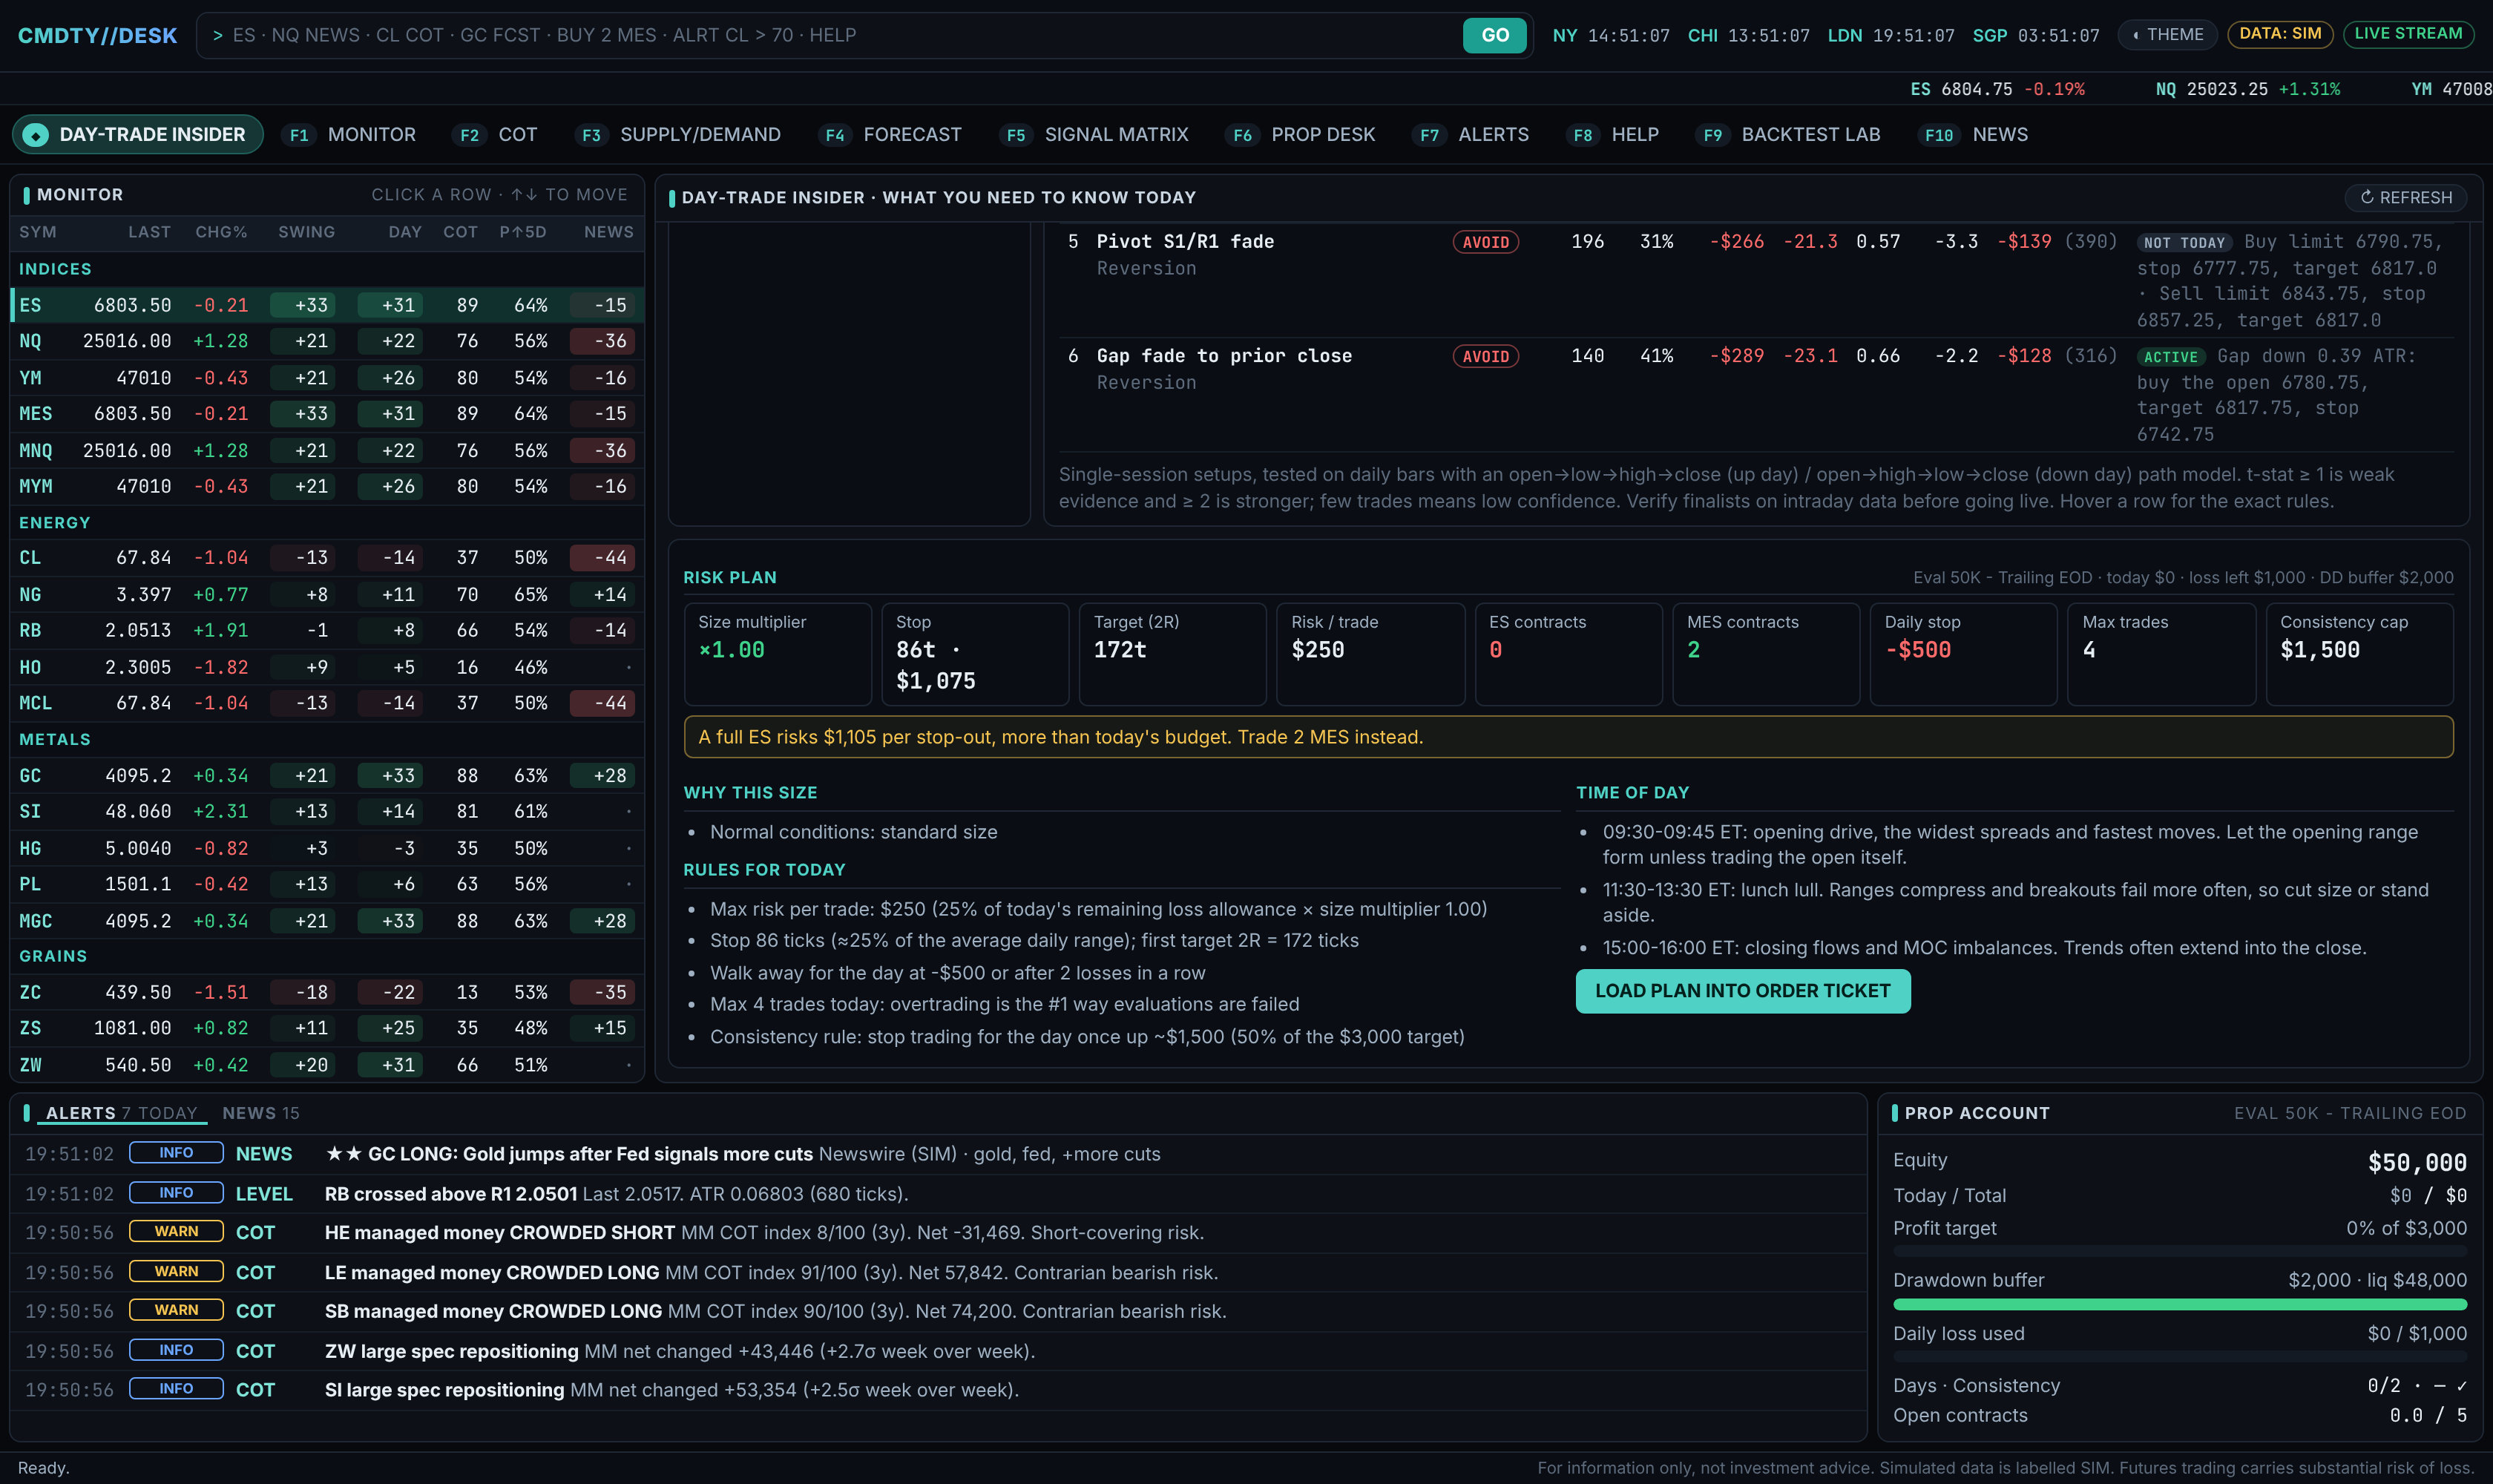 CMDTY//DESK
> ES · NQ NEWS · CL COT · GC FCST · BUY 2 MES · ALRT CL > 70 · HELP
GO
NY 14:51:07 CHI 13:51:07 LDN 19:51:07 SGP 03:51:07
THEME
DATA: SIM
LIVE STREAM
ES 6804.75 -0.19% NQ 25023.25 +1.31% YM 47008
DAY-TRADE INSIDER F1 MONITOR F2 COT F3 SUPPLY/DEMAND F4 FORECAST F5 SIGNAL MATRIX F6 PROP DESK F7 ALERTS F8 HELP F9 BACKTEST LAB F10 NEWS
MONITOR CLICK A ROW · ↑↓ TO MOVE
SYM LAST CHG% SWING DAY COT P↑5D NEWS
INDICES
ES 6803.50 -0.21 +33 +31 89 64% -15
NQ 25016.00 +1.28 +21 +22 76 56% -36
YM 47010 -0.43 +21 +26 80 54% -16
MES 6803.50 -0.21 +33 +31 89 64% -15
MNQ 25016.00 +1.28 +21 +22 76 56% -36
MYM 47010 -0.43 +21 +26 80 54% -16
ENERGY
CL 67.84 -1.04 -13 -14 37 50% -44
NG 3.397 +0.77 +8 +11 70 65% +14
RB 2.0513 +1.91 -1 +8 66 54% -14
HO 2.3005 -1.82 +9 +5 16 46% ·
MCL 67.84 -1.04 -13 -14 37 50% -44
METALS
GC 4095.2 +0.34 +21 +33 88 63% +28
SI 48.060 +2.31 +13 +14 81 61% ·
HG 5.0040 -0.82 +3 -3 35 50% ·
PL 1501.1 -0.42 +13 +6 63 56% ·
MGC 4095.2 +0.34 +21 +33 88 63% +28
GRAINS
ZC 439.50 -1.51 -18 -22 13 53% -35
ZS 1081.00 +0.82 +11 +25 35 48% +15
ZW 540.50 +0.42 +20 +31 66 51% ·
DAY-TRADE INSIDER · WHAT YOU NEED TO KNOW TODAY
↻ REFRESH
5 Pivot S1/R1 fade AVOID 196 31% -$266 -21.3 0.57 -3.3 -$139 (390) NOT TODAY Buy limit 6790.75,
Reversion stop 6777.75, target 6817.0
· Sell limit 6843.75, stop
6857.25, target 6817.0
6 Gap fade to prior close AVOID 140 41% -$289 -23.1 0.66 -2.2 -$128 (316) ACTIVE Gap down 0.39 ATR:
Reversion buy the open 6780.75,
target 6817.75, stop
6742.75
Single-session setups, tested on daily bars with an open→low→high→close (up day) / open→high→low→close (down day) path model. t-stat ≥ 1 is weak
evidence and ≥ 2 is stronger; few trades means low confidence. Verify finalists on intraday data before going live. Hover a row for the exact rules.
RISK PLAN Eval 50K - Trailing EOD · today $0 · loss left $1,000 · DD buffer $2,000
Size multiplier
×1.00
Stop
86t ·
$1,075
Target (2R)
172t
Risk / trade
$250
ES contracts
0
MES contracts
2
Daily stop
-$500
Max trades
4
Consistency cap
$1,500
A full ES risks $1,105 per stop-out, more than today's budget. Trade 2 MES instead.
WHY THIS SIZE
• Normal conditions: standard size
RULES FOR TODAY
• Max risk per trade: $250 (25% of today's remaining loss allowance × size multiplier 1.00)
• Stop 86 ticks (≈25% of the average daily range); first target 2R = 172 ticks
• Walk away for the day at -$500 or after 2 losses in a row
• Max 4 trades today: overtrading is the #1 way evaluations are failed
• Consistency rule: stop trading for the day once up ~$1,500 (50% of the $3,000 target)
TIME OF DAY
• 09:30-09:45 ET: opening drive, the widest spreads and fastest moves. Let the opening range
form unless trading the open itself.
• 11:30-13:30 ET: lunch lull. Ranges compress and breakouts fail more often, so cut size or stand
aside.
• 15:00-16:00 ET: closing flows and MOC imbalances. Trends often extend into the close.
LOAD PLAN INTO ORDER TICKET
ALERTS 7 TODAY NEWS 15
19:51:02 INFO NEWS ★★ GC LONG: Gold jumps after Fed signals more cuts Newswire (SIM) · gold, fed, +more cuts
19:51:02 INFO LEVEL RB crossed above R1 2.0501 Last 2.0517. ATR 0.06803 (680 ticks).
19:50:56 WARN COT HE managed money CROWDED SHORT MM COT index 8/100 (3y). Net -31,469. Short-covering risk.
19:50:56 WARN COT LE managed money CROWDED LONG MM COT index 91/100 (3y). Net 57,842. Contrarian bearish risk.
19:50:56 WARN COT SB managed money CROWDED LONG MM COT index 90/100 (3y). Net 74,200. Contrarian bearish risk.
19:50:56 INFO COT ZW large spec repositioning MM net changed +43,446 (+2.7σ week over week).
19:50:56 INFO COT SI large spec repositioning MM net changed +53,354 (+2.5σ week over week).
PROP ACCOUNT EVAL 50K - TRAILING EOD
Equity $50,000
Today / Total $0 / $0
Profit target 0% of $3,000
Drawdown buffer $2,000 · liq $48,000
Daily loss used $0 / $1,000
Days · Consistency 0/2 · — ✓
Open contracts 0.0 / 5
Ready.
For information only, not investment advice. Simulated data is labelled SIM. Futures trading carries substantial risk of loss.